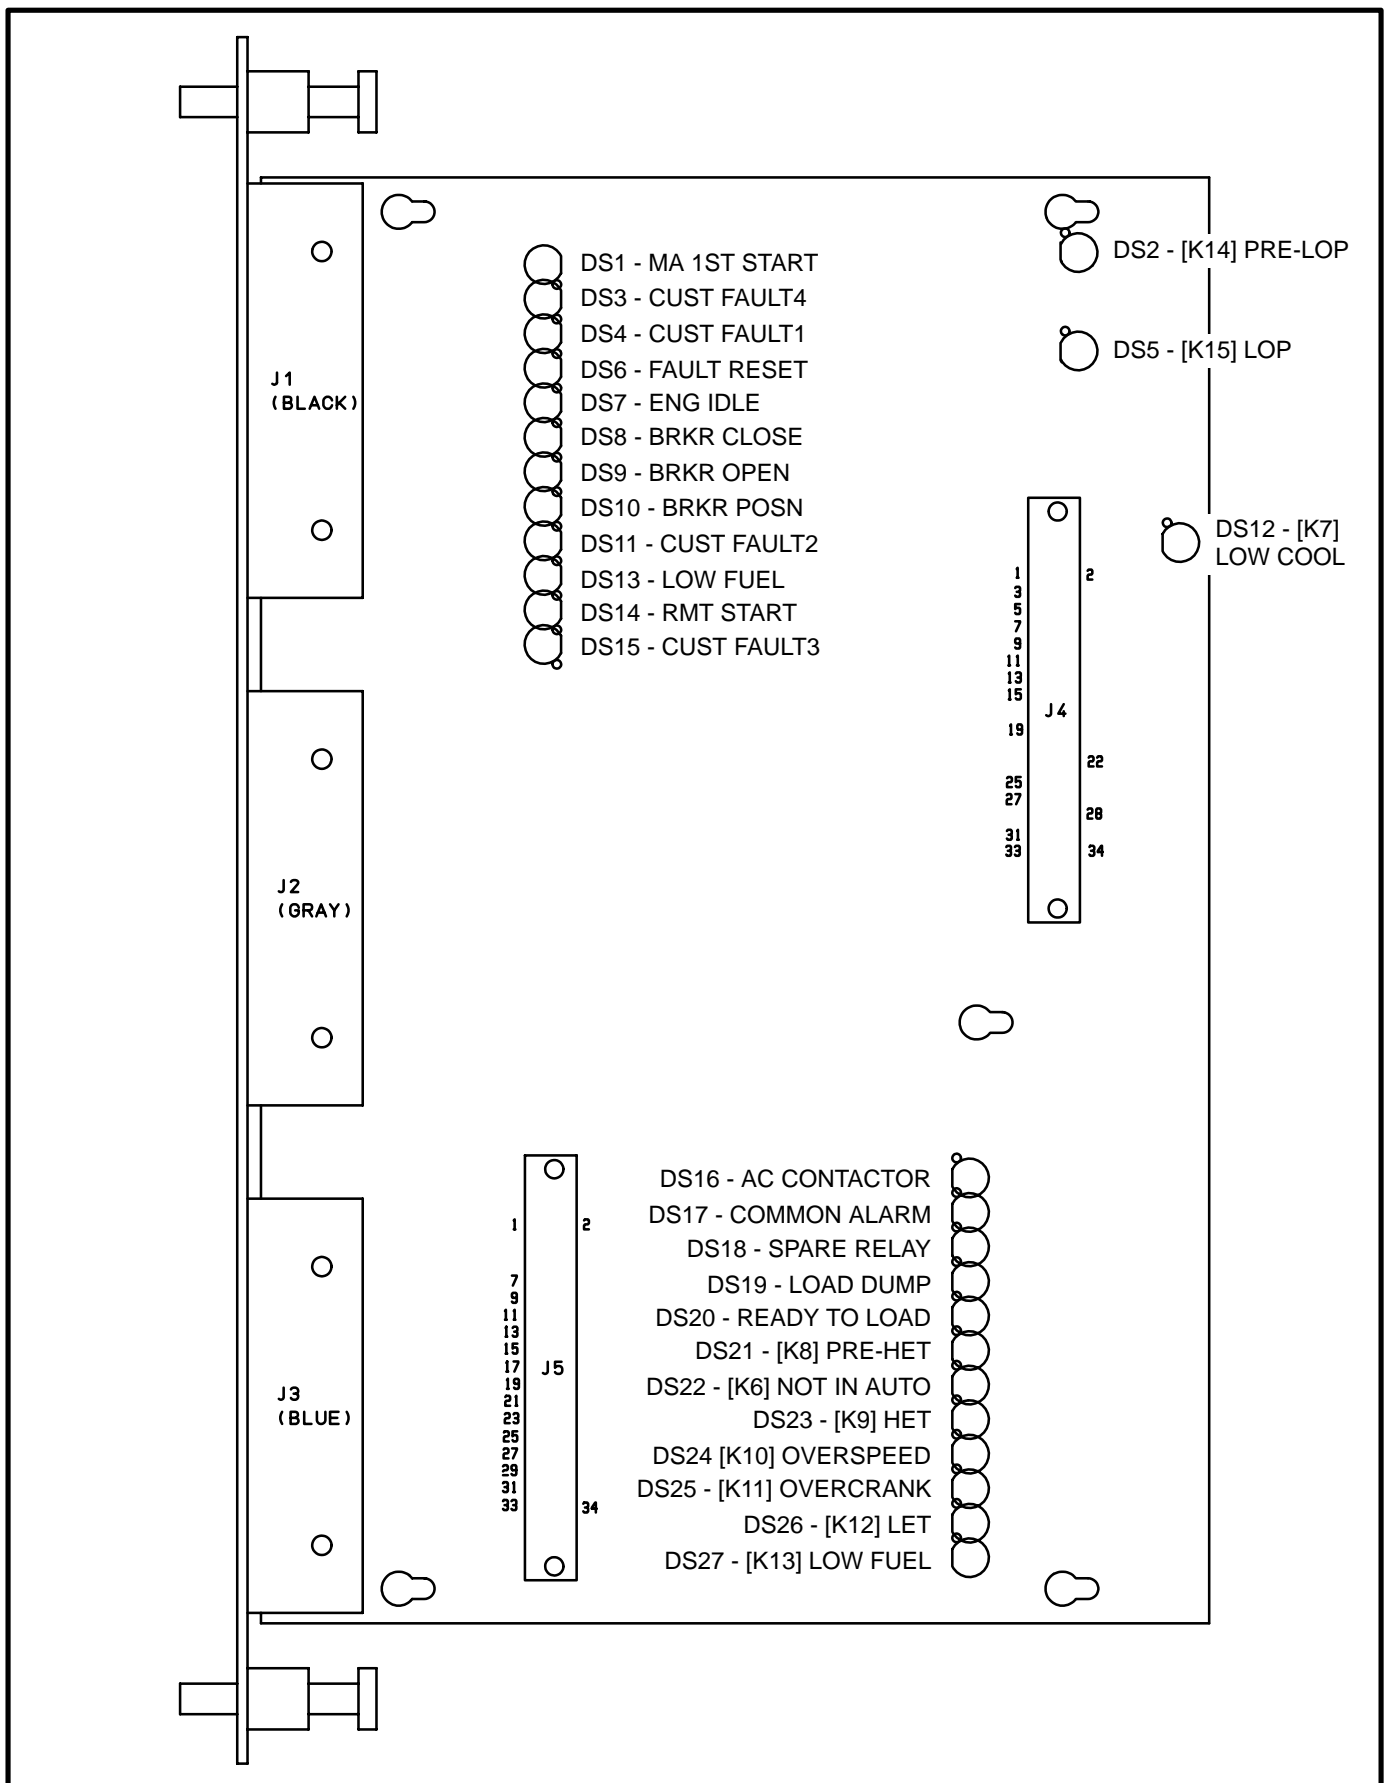 DS1 - MA 1ST START
DS3 - CUST FAULT4
DS4 - CUST FAULT1
DS6 - FAULT RESET
DS7 - ENG IDLE
DS8 - BRKR CLOSE
DS9 - BRKR OPEN
DS10 - BRKR POSN
DS11 - CUST FAULT2
DS13 - LOW FUEL
DS14 - RMT START
DS15 - CUST FAULT3
DS2 - [K14] PRE-LOP
DS5 - [K15] LOP
DS12 - [K7]
LOW COOL
J1
(BLACK)
J2
(GRAY)
J3
(BLUE)
1
3
5
7
9
11
13
15
19
25
27
31
33
J4
2
22
28
34
1
7
9
11
13
15
17
19
21
23
25
27
29
31
33
J5
2
34
DS16 - AC CONTACTOR
DS17 - COMMON ALARM
DS18 - SPARE RELAY
DS19 - LOAD DUMP
DS20 - READY TO LOAD
DS21 - [K8] PRE-HET
DS22 - [K6] NOT IN AUTO
DS23 - [K9] HET
DS24 [K10] OVERSPEED
DS25 - [K11] OVERCRANK
DS26 - [K12] LET
DS27 - [K13] LOW FUEL